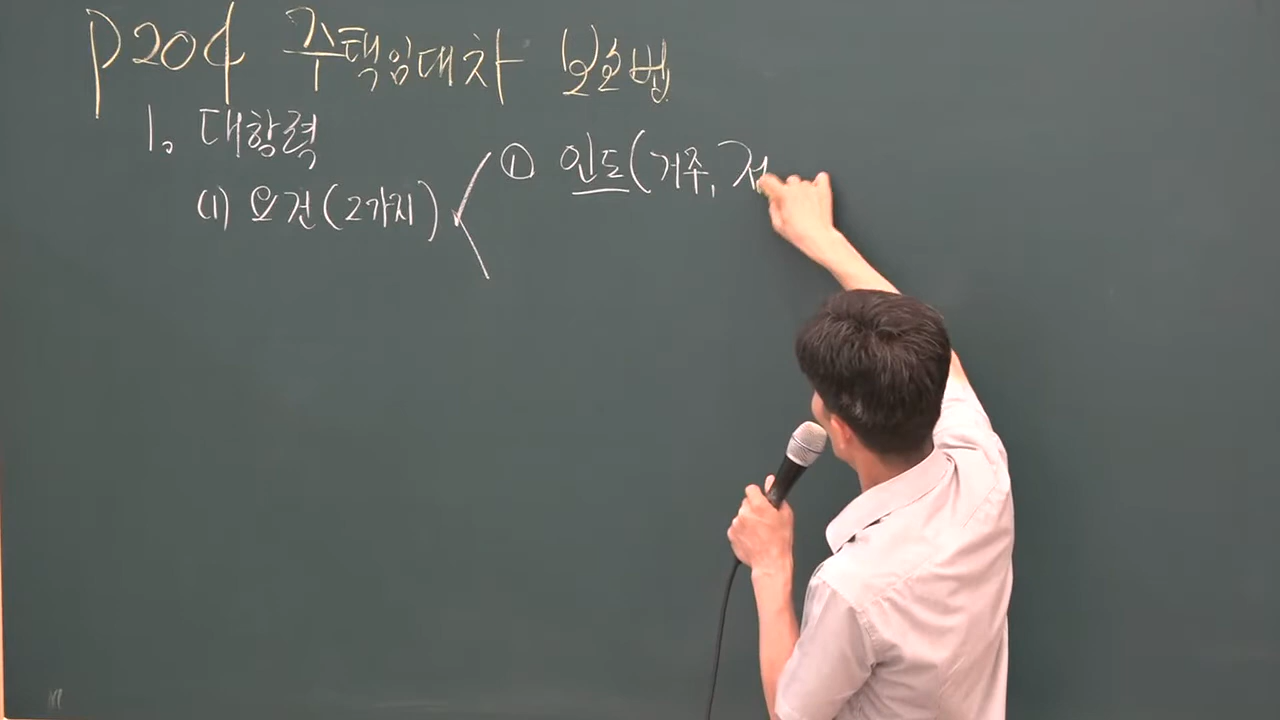 P204 주택임대차 보호법
1. 대항력
(1) 요건(2가지)
① 인도(거주,